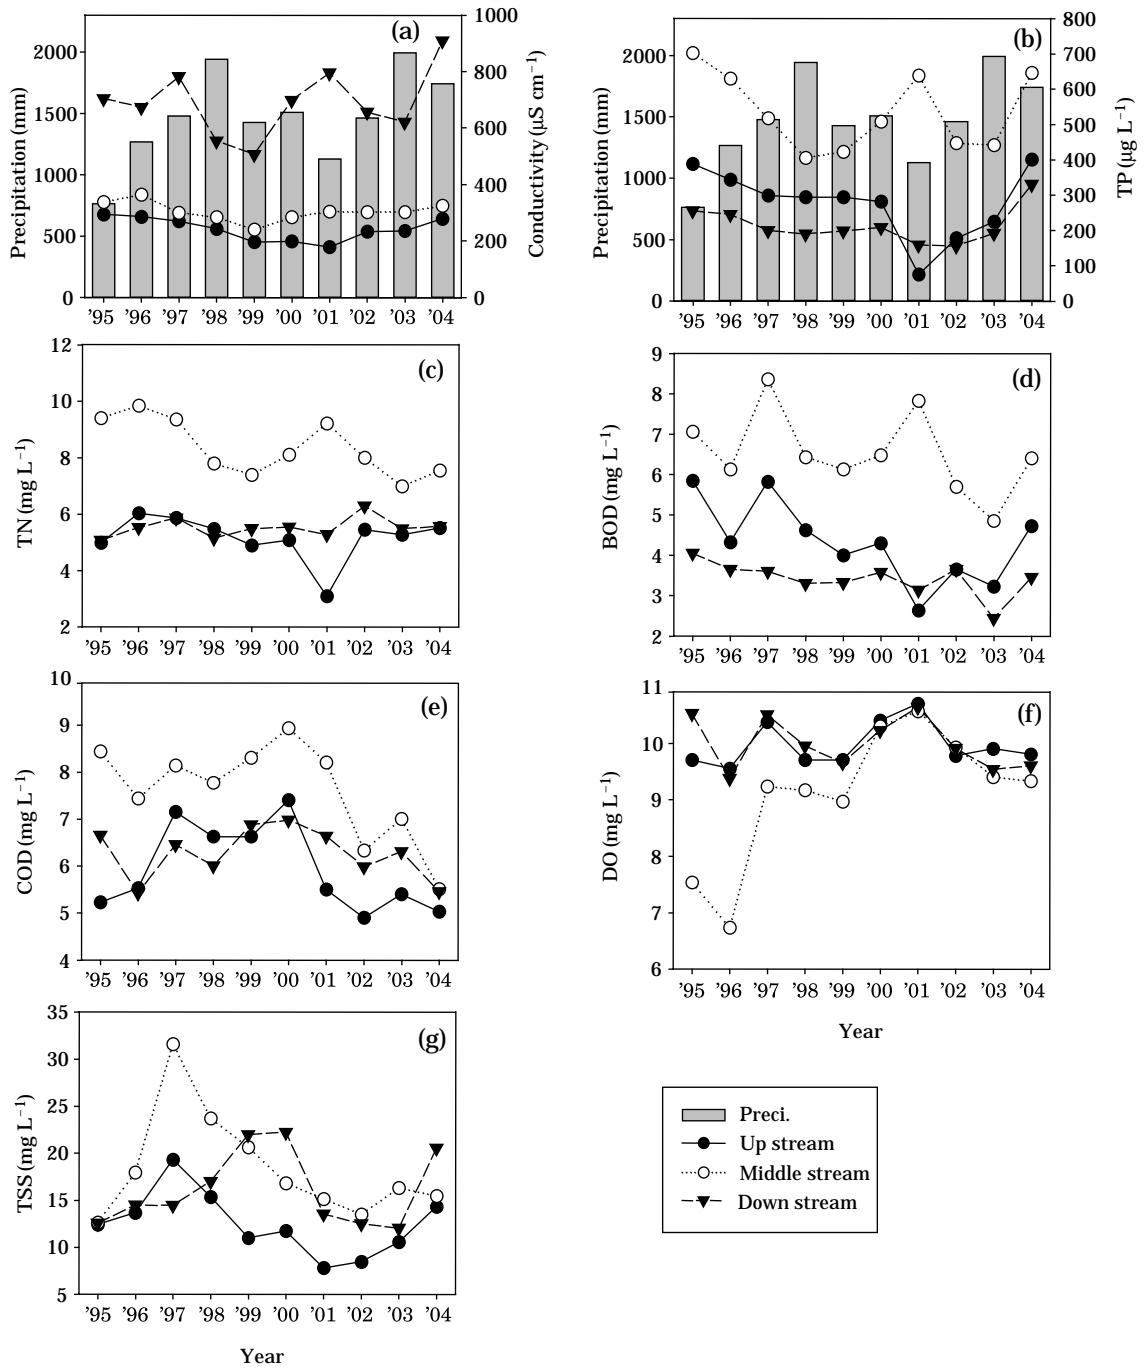 (a)
Precipitation (mm)
2000
1500
1000
500
0
Conductivity (μS cm⁻¹)
1000
800
600
400
200
0
'95 '96 '97 '98 '99 '00 '01 '02 '03 '04
(b)
Precipitation (mm)
2000
1500
1000
500
0
TP (μg L⁻¹)
800
700
600
500
400
300
200
100
0
'95 '96 '97 '98 '99 '00 '01 '02 '03 '04
(c)
TN (mg L⁻¹)
12
10
8
6
4
2
'95 '96 '97 '98 '99 '00 '01 '02 '03 '04
(d)
BOD (mg L⁻¹)
9
8
7
6
5
4
3
2
'95 '96 '97 '98 '99 '00 '01 '02 '03 '04
(e)
COD (mg L⁻¹)
10
9
8
7
6
5
4
'95 '96 '97 '98 '99 '00 '01 '02 '03 '04
(f)
DO (mg L⁻¹)
11
10
9
8
7
6
'95 '96 '97 '98 '99 '00 '01 '02 '03 '04
Year
(g)
TSS (mg L⁻¹)
35
30
25
20
15
10
5
'95 '96 '97 '98 '99 '00 '01 '02 '03 '04
Year
Preci.
Up stream
Middle stream
Down stream